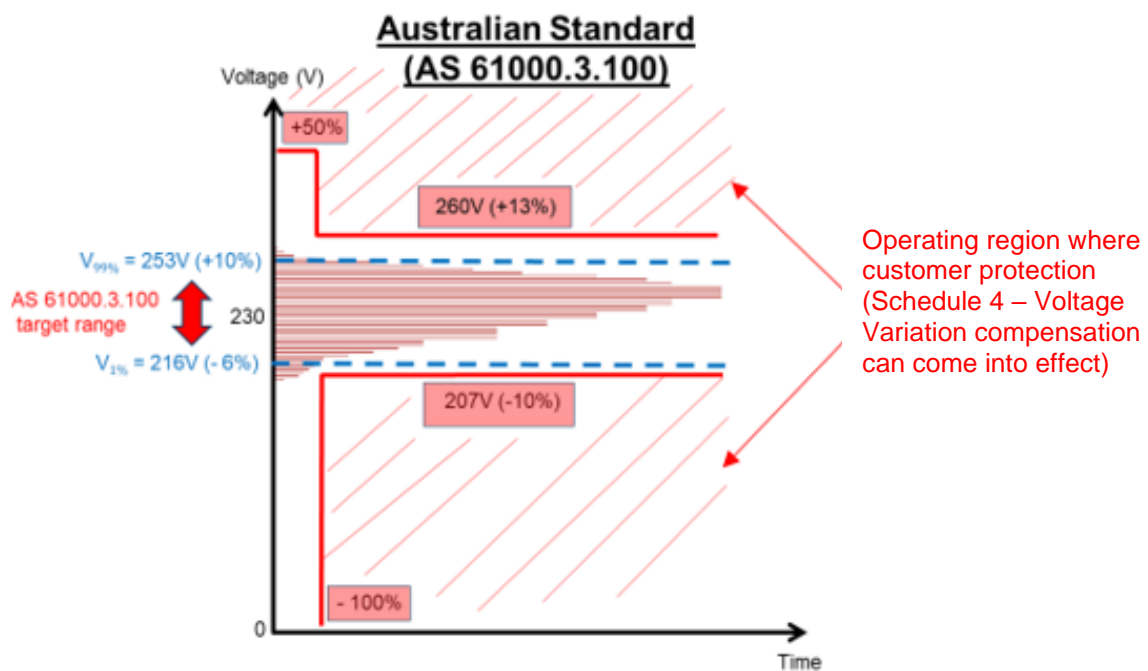 Australian Standard
(AS 61000.3.100)
Voltage (V)
+50%
260V (+13%)
V99% = 253V (+10%)
AS 61000.3.100
target range
230
V1% = 216V (- 6%)
207V (-10%)
- 100%
0
Time
Operating region where
customer protection
(Schedule 4 – Voltage
Variation compensation
can come into effect)